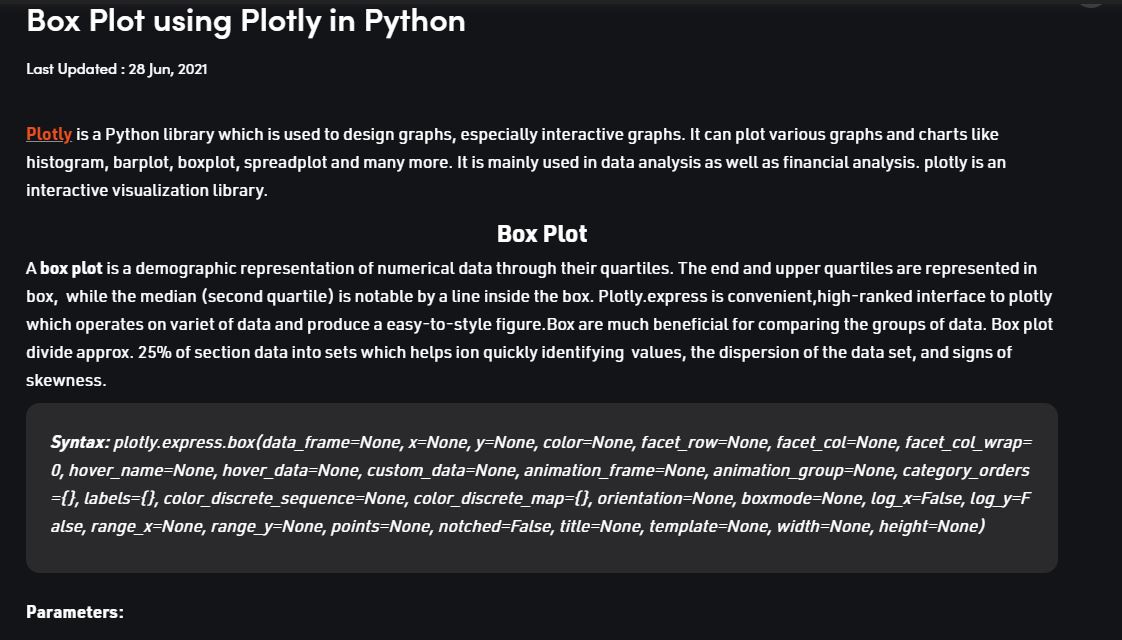 Box Plot using Plotly in Python
Last Updated : 28 Jun, 2021
Plotly is a Python library which is used to design graphs, especially interactive graphs. It can plot various graphs and charts like
histogram, barplot, boxplot, spreadplot and many more. It is mainly used in data analysis as well as financial analysis. plotly is an
interactive visualization library.
Box Plot
A box plot is a demographic representation of numerical data through their quartiles. The end and upper quartiles are represented in
box,  while the median (second quartile) is notable by a line inside the box. Plotly.express is convenient,high-ranked interface to plotly
which operates on variet of data and produce a easy-to-style figure.Box are much beneficial for comparing the groups of data. Box plot
divide approx. 25% of section data into sets which helps ion quickly identifying  values, the dispersion of the data set, and signs of
skewness.
Syntax: plotly.express.box(data_frame=None, x=None, y=None, color=None, facet_row=None, facet_col=None, facet_col_wrap=
0, hover_name=None, hover_data=None, custom_data=None, animation_frame=None, animation_group=None, category_orders
={}, labels={}, color_discrete_sequence=None, color_discrete_map={}, orientation=None, boxmode=None, log_x=False, log_y=F
alse, range_x=None, range_y=None, points=None, notched=False, title=None, template=None, width=None, height=None)
Parameters: